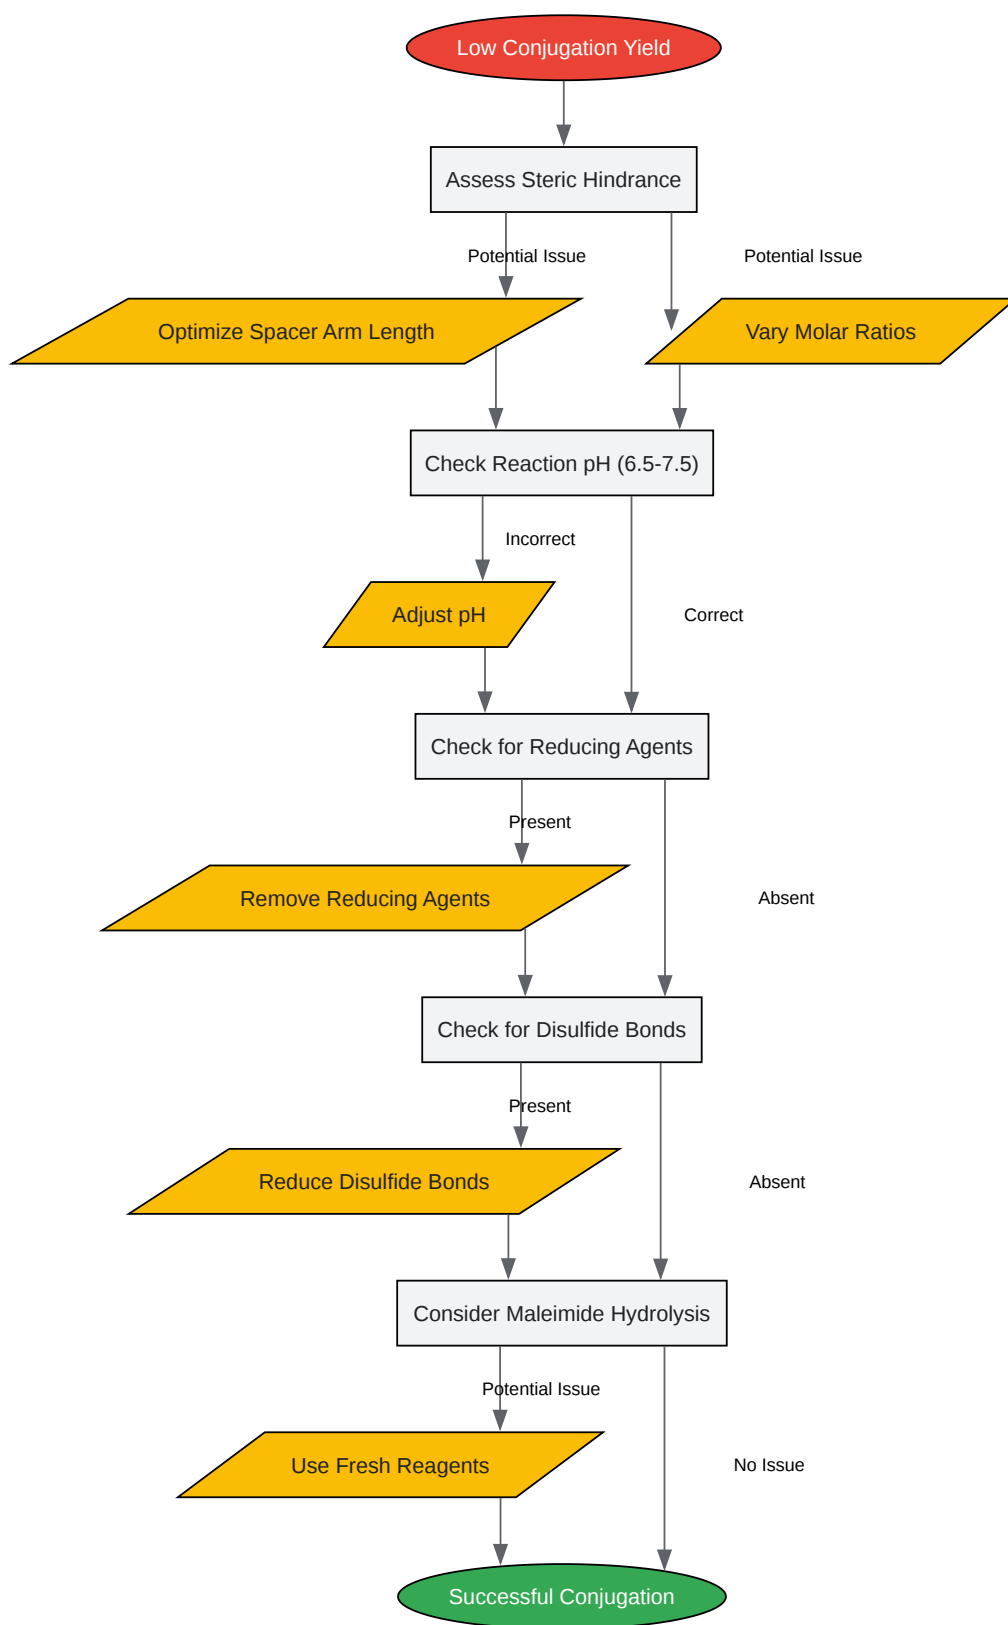 Low Conjugation Yield
Assess Steric Hindrance
Potential Issue
Potential Issue
Optimize Spacer Arm Length
Vary Molar Ratios
Check Reaction pH (6.5-7.5)
Incorrect
Adjust pH
Correct
Check for Reducing Agents
Present
Remove Reducing Agents
Absent
Check for Disulfide Bonds
Present
Reduce Disulfide Bonds
Absent
Consider Maleimide Hydrolysis
Potential Issue
Use Fresh Reagents
No Issue
Successful Conjugation